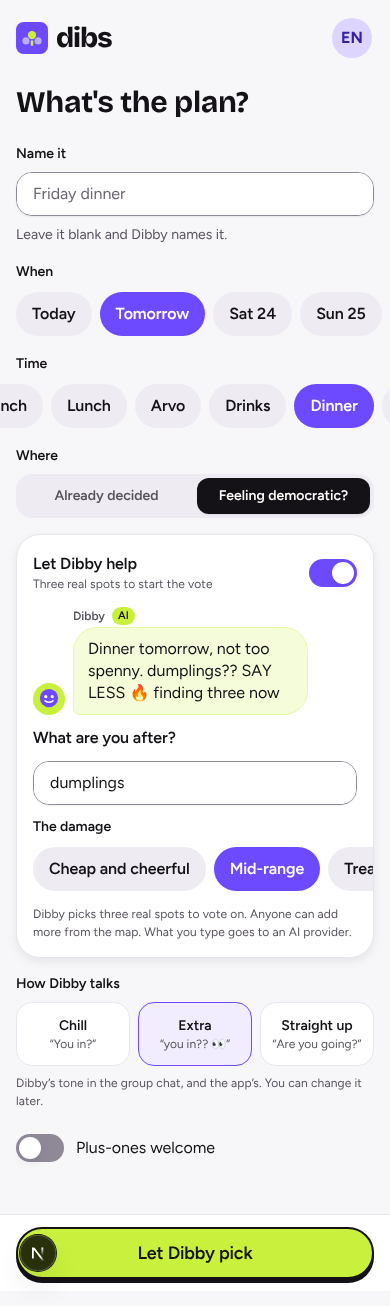 dibs
EN
What's the plan?
Name it
Friday dinner
Leave it blank and Dibby names it.
When
Today
Tomorrow
Sat 24
Sun 25
Time
nch
Lunch
Arvo
Drinks
Dinner
Where
Already decided
Feeling democratic?
Let Dibby help
Three real spots to start the vote
Dibby AI
Dinner tomorrow, not too
spenny. dumplings?? SAY
LESS 🔥 finding three now
What are you after?
dumplings
The damage
Cheap and cheerful
Mid-range
Trea
Dibby picks three real spots to vote on. Anyone can add
more from the map. What you type goes to an AI provider.
How Dibby talks
Chill
"You in?"
Extra
"you in?? 👀"
Straight up
"Are you going?"
Dibby's tone in the group chat, and the app's. You can change it
later.
Plus-ones welcome
N
Let Dibby pick